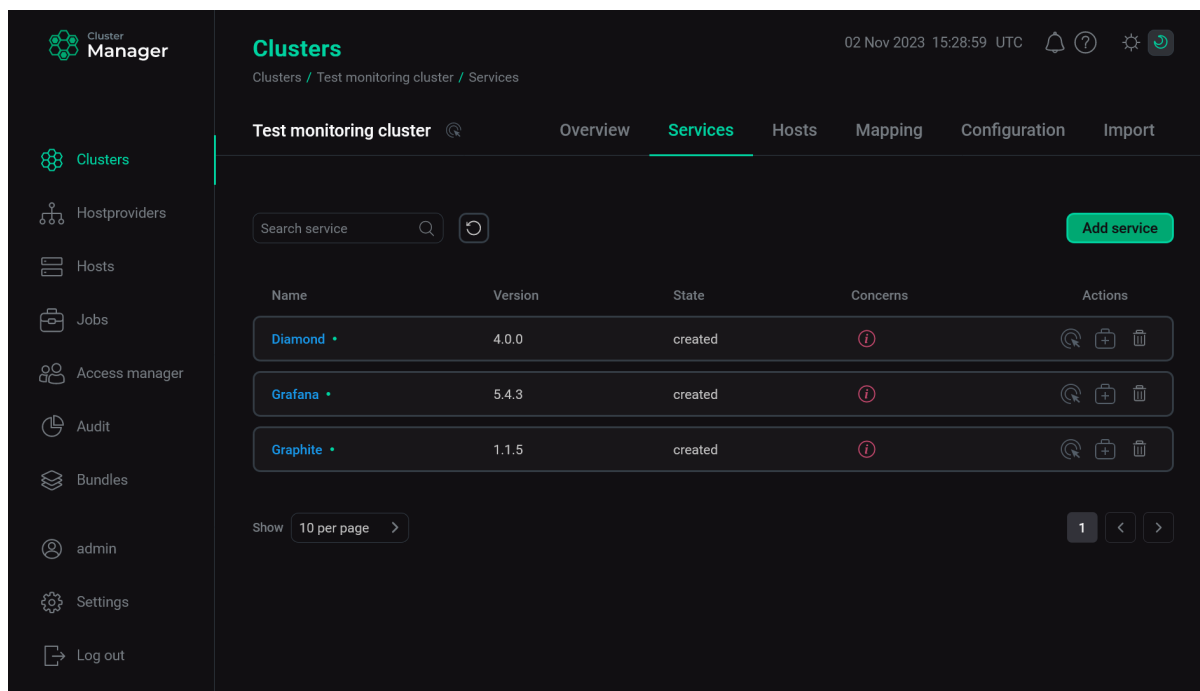 Cluster
Manager
Clusters
Hostproviders
Hosts
Jobs
Access manager
Audit
Bundles
admin
Settings
Log out
Clusters
02 Nov 2023 15:28:59 UTC
Clusters / Test monitoring cluster / Services
Test monitoring cluster Overview Services Hosts Mapping Configuration Import
Search service Add service
Name Version State Concerns Actions
Diamond 4.0.0 created
Grafana 5.4.3 created
Graphite 1.1.5 created
Show 10 per page 1